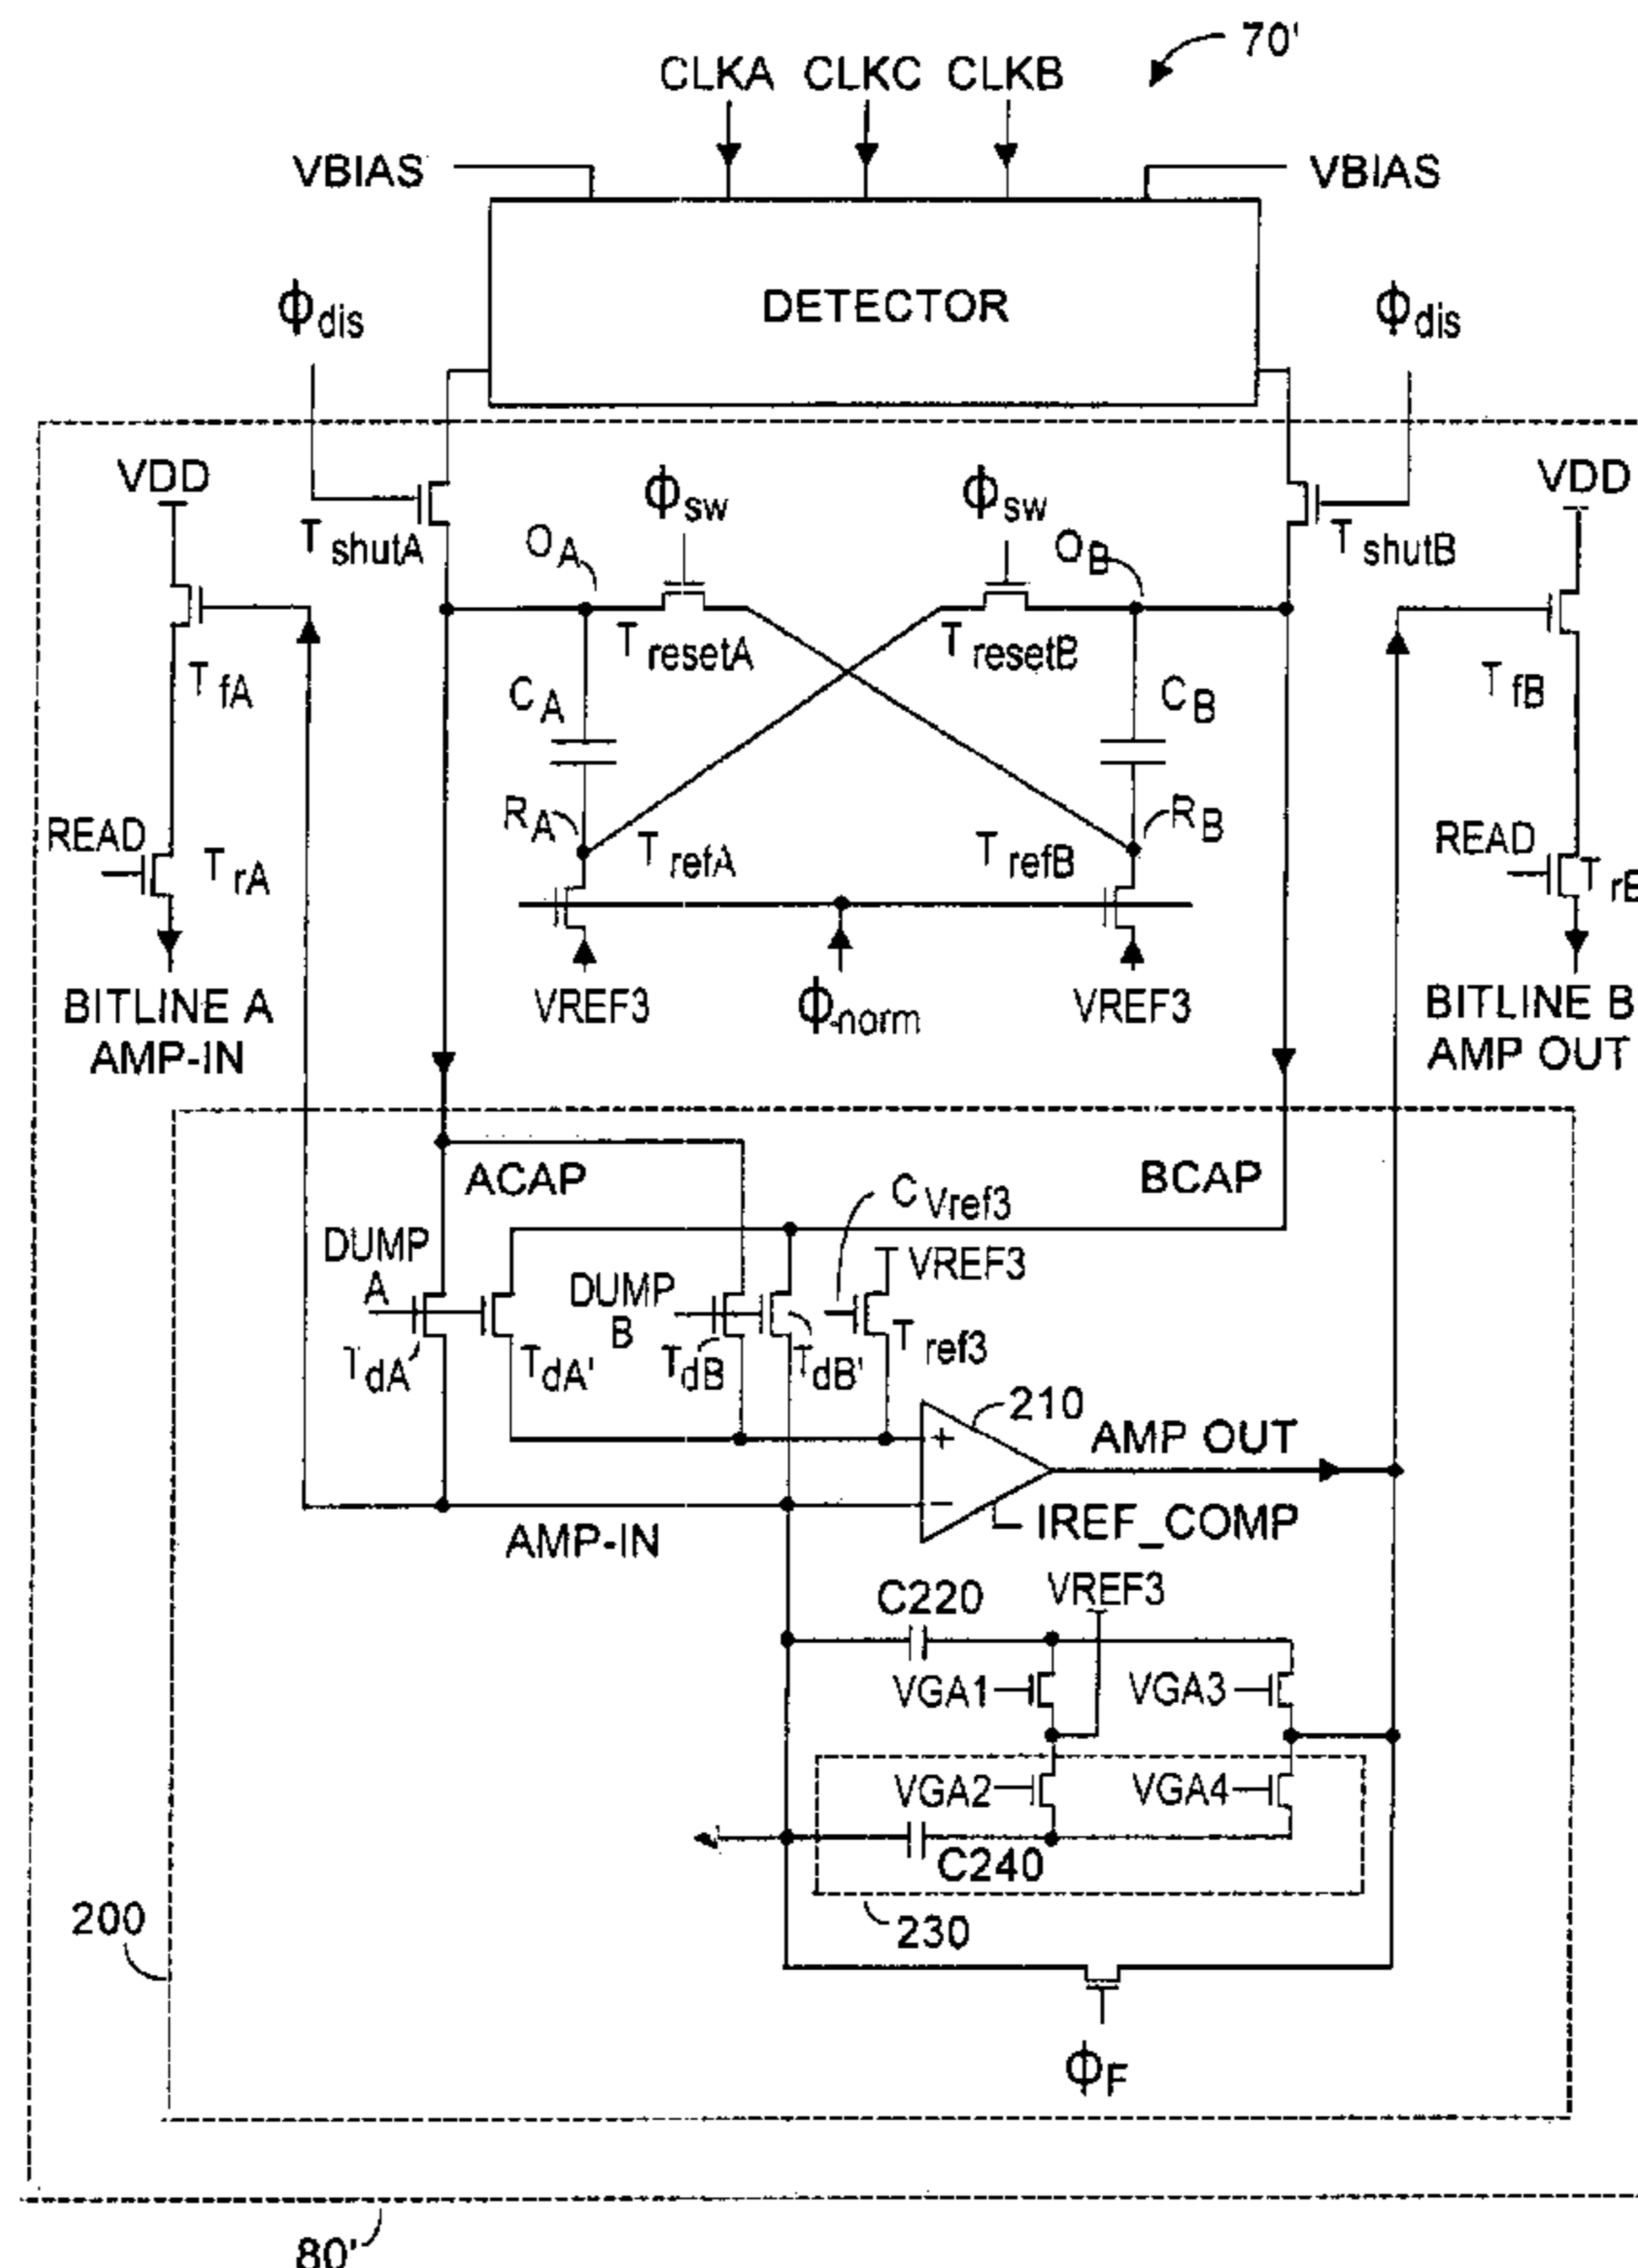 70'
CLKA CLKC CLKB
VBIAS VBIAS
DETECTOR
Φdis Φdis
VDD VDD
Φsw Φsw
TshutA OA OB TshutB
TresetA TresetB
TfA CA CB TfB
READ RA TrefA TrefB RB READ
TrA
VREF3 Φnorm VREF3
BITLINE A
AMP-IN
BITLINE B
AMP OUT
ACAP BCAP
CVref3
DUMP
A
VREF3
DUMP
B
TdA TdA' TdB TdB' Tref3
210
+
AMP OUT
−
IREF_COMP
AMP-IN
C220 VREF3
VGA1 VGA3
VGA2 VGA4
C240
200
230
ΦF
80'